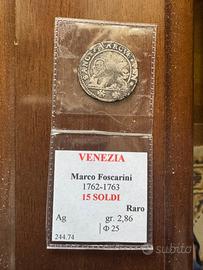 VENEZIA
Marco Foscarini
1762-1763
15 SOLDI
Raro
Ag gr. 2,86
Φ 25
244.74
subito